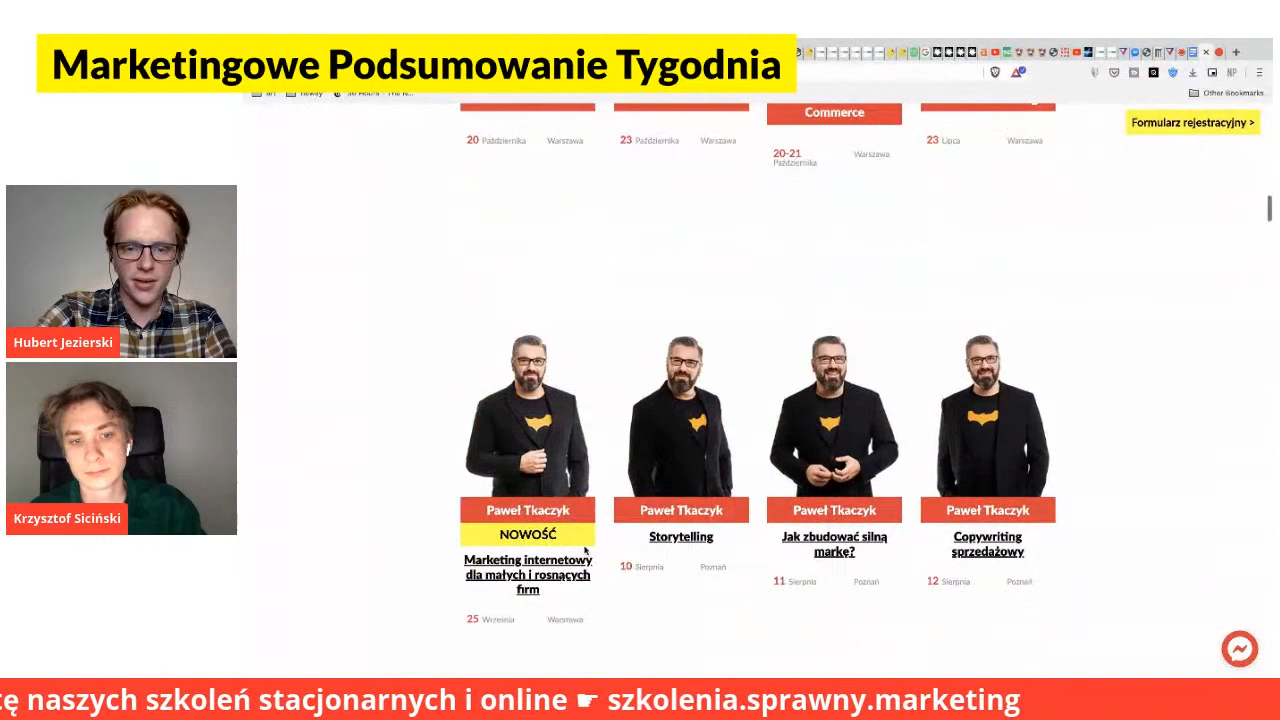 Marketingowe Podsumowanie Tygodnia
Other Bookmarks
Formularz rejestracyjny >
Commerce
20 Października Warszawa
23 Października Warszawa
20-21 Października Warszawa
23 Lipca Warszawa
Hubert Jezierski
Krzysztof Siciński
Paweł Tkaczyk
NOWOŚĆ
Marketing internetowy
dla małych i rosnących
firm
25 Września Warszawa
Paweł Tkaczyk
Storytelling
10 Sierpnia Poznań
Paweł Tkaczyk
Jak zbudować silną
markę?
11 Sierpnia Poznań
Paweł Tkaczyk
Copywriting
sprzedażowy
12 Sierpnia Poznań
tę naszych szkoleń stacjonarnych i online ☛ szkolenia.sprawny.marketing